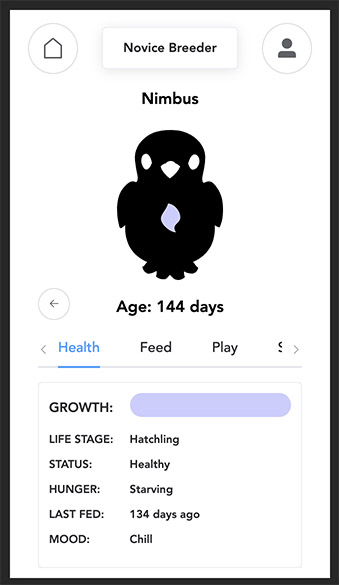 Novice Breeder
Nimbus
Age: 144 days
Health Feed Play
GROWTH:
LIFE STAGE: Hatchling
STATUS: Healthy
HUNGER: Starving
LAST FED: 134 days ago
MOOD: Chill